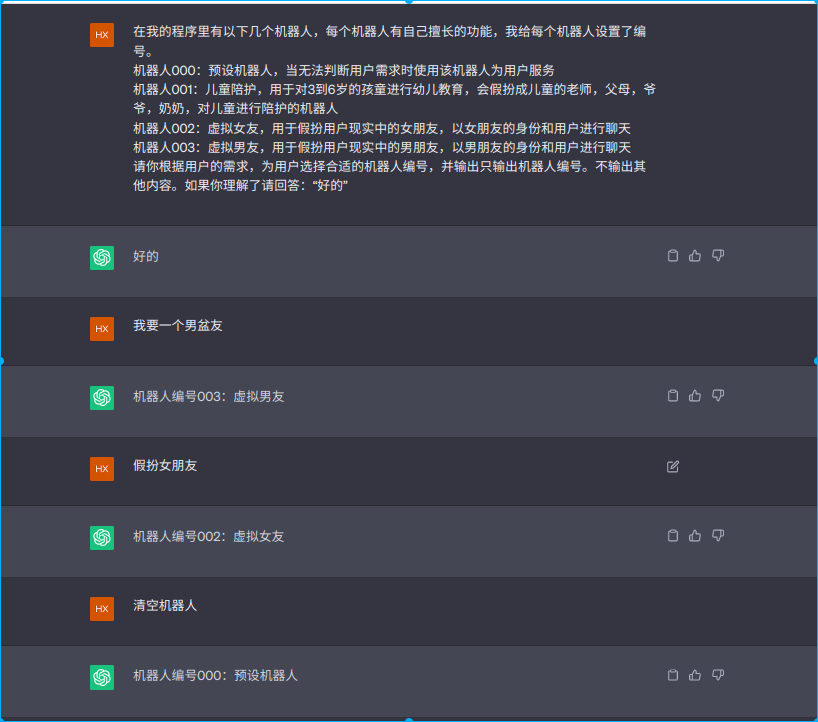 HX
在我的程序里有以下几个机器人，每个机器人有自己擅长的功能，我给每个机器人设置了编
号。
机器人000：预设机器人，当无法判断用户需求时使用该机器人为用户服务
机器人001：儿童陪护，用于对3到6岁的孩童进行幼儿教育，会假扮成儿童的老师，父母，爷
爷，奶奶，对儿童进行陪护的机器人
机器人002：虚拟女友，用于假扮用户现实中的女朋友，以女朋友的身份和用户进行聊天
机器人003：虚拟男友，用于假扮用户现实中的男朋友，以男朋友的身份和用户进行聊天
请你根据用户的需求，为用户选择合适的机器人编号，并输出只输出机器人编号。不输出其
他内容。如果你理解了请回答：“好的”
好的
HX
我要一个男盆友
机器人编号003：虚拟男友
HX
假扮女朋友
机器人编号002：虚拟女友
HX
清空机器人
机器人编号000：预设机器人